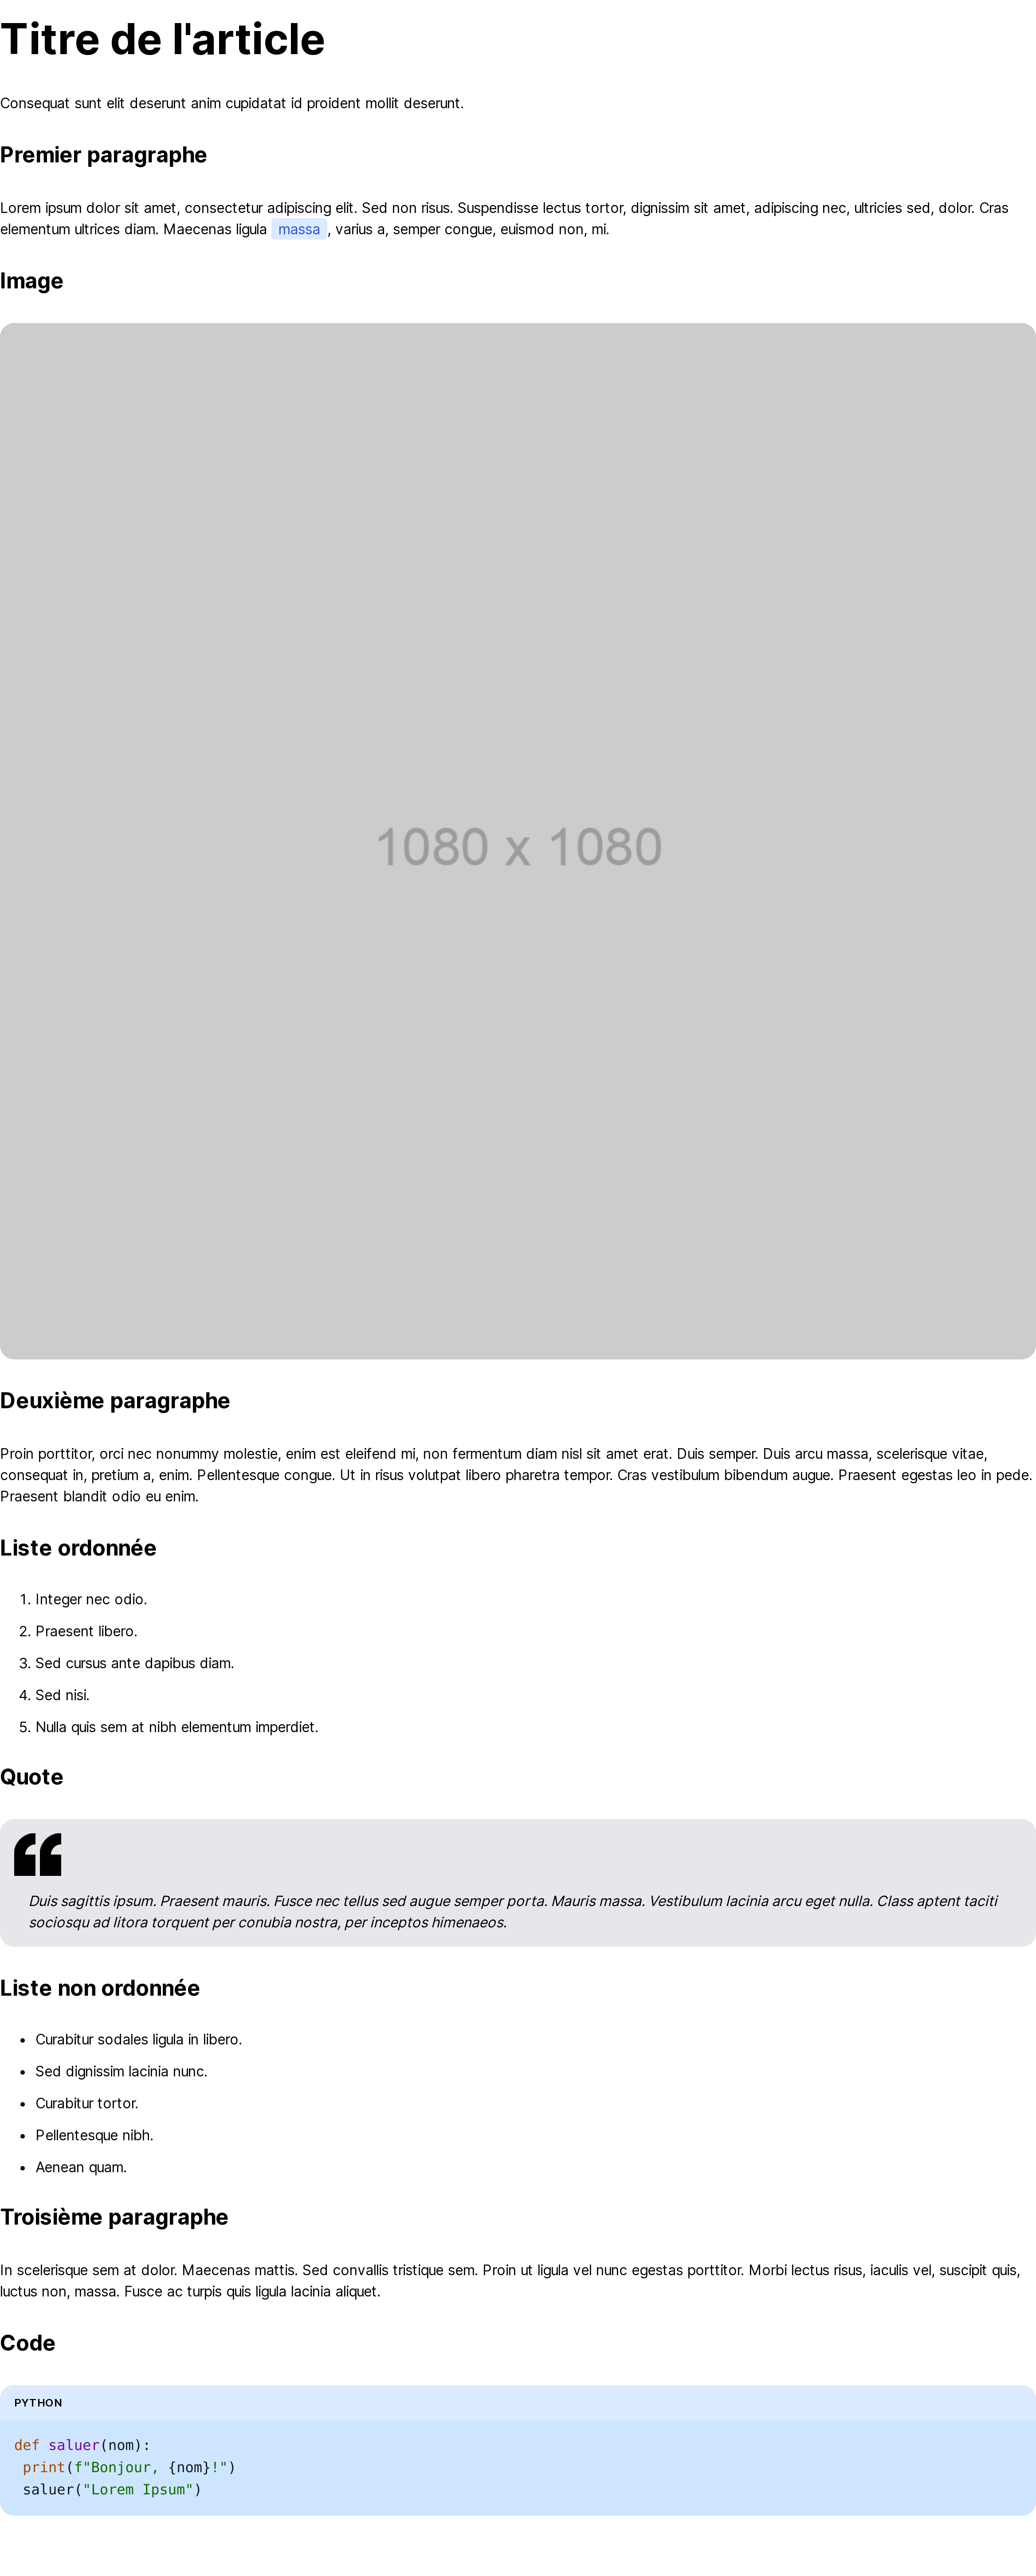 Titre de l'article
Consequat sunt elit deserunt anim cupidatat id proident mollit deserunt.
Premier paragraphe
Lorem ipsum dolor sit amet, consectetur adipiscing elit. Sed non risus. Suspendisse lectus tortor, dignissim sit amet, adipiscing nec, ultricies sed, dolor. Cras
elementum ultrices diam. Maecenas ligula massa , varius a, semper congue, euismod non, mi.
Image
1080 x 1080
Deuxième paragraphe
Proin porttitor, orci nec nonummy molestie, enim est eleifend mi, non fermentum diam nisl sit amet erat. Duis semper. Duis arcu massa, scelerisque vitae,
consequat in, pretium a, enim. Pellentesque congue. Ut in risus volutpat libero pharetra tempor. Cras vestibulum bibendum augue. Praesent egestas leo in pede.
Praesent blandit odio eu enim.
Liste ordonnée
1. Integer nec odio.
2. Praesent libero.
3. Sed cursus ante dapibus diam.
4. Sed nisi.
5. Nulla quis sem at nibh elementum imperdiet.
Quote
Duis sagittis ipsum. Praesent mauris. Fusce nec tellus sed augue semper porta. Mauris massa. Vestibulum lacinia arcu eget nulla. Class aptent taciti
sociosqu ad litora torquent per conubia nostra, per inceptos himenaeos.
Liste non ordonnée
• Curabitur sodales ligula in libero.
• Sed dignissim lacinia nunc.
• Curabitur tortor.
• Pellentesque nibh.
• Aenean quam.
Troisième paragraphe
In scelerisque sem at dolor. Maecenas mattis. Sed convallis tristique sem. Proin ut ligula vel nunc egestas porttitor. Morbi lectus risus, iaculis vel, suscipit quis,
luctus non, massa. Fusce ac turpis quis ligula lacinia aliquet.
Code
PYTHON
def saluer(nom):
 print(f"Bonjour, {nom}!")
 saluer("Lorem Ipsum")